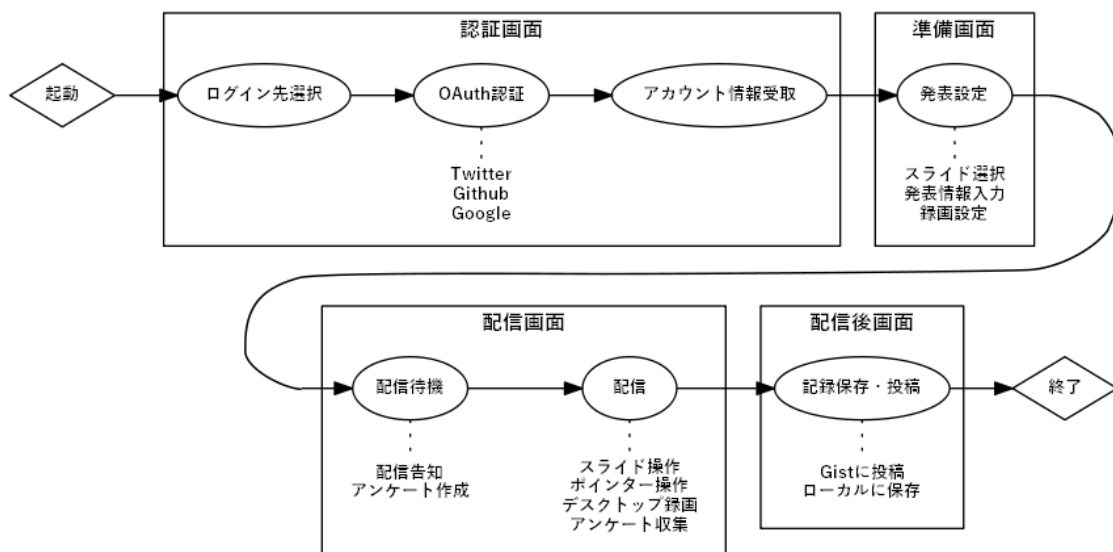 認証画面
準備画面
起動
ログイン先選択
OAuth認証
アカウント情報受取
発表設定
Twitter
Github
Google
スライド選択
発表情報入力
録画設定
配信画面
配信後画面
配信待機
配信
記録保存・投稿
終了
配信告知
アンケート作成
スライド操作
ポインター操作
デスクトップ録画
アンケート収集
Gistに投稿
ローカルに保存